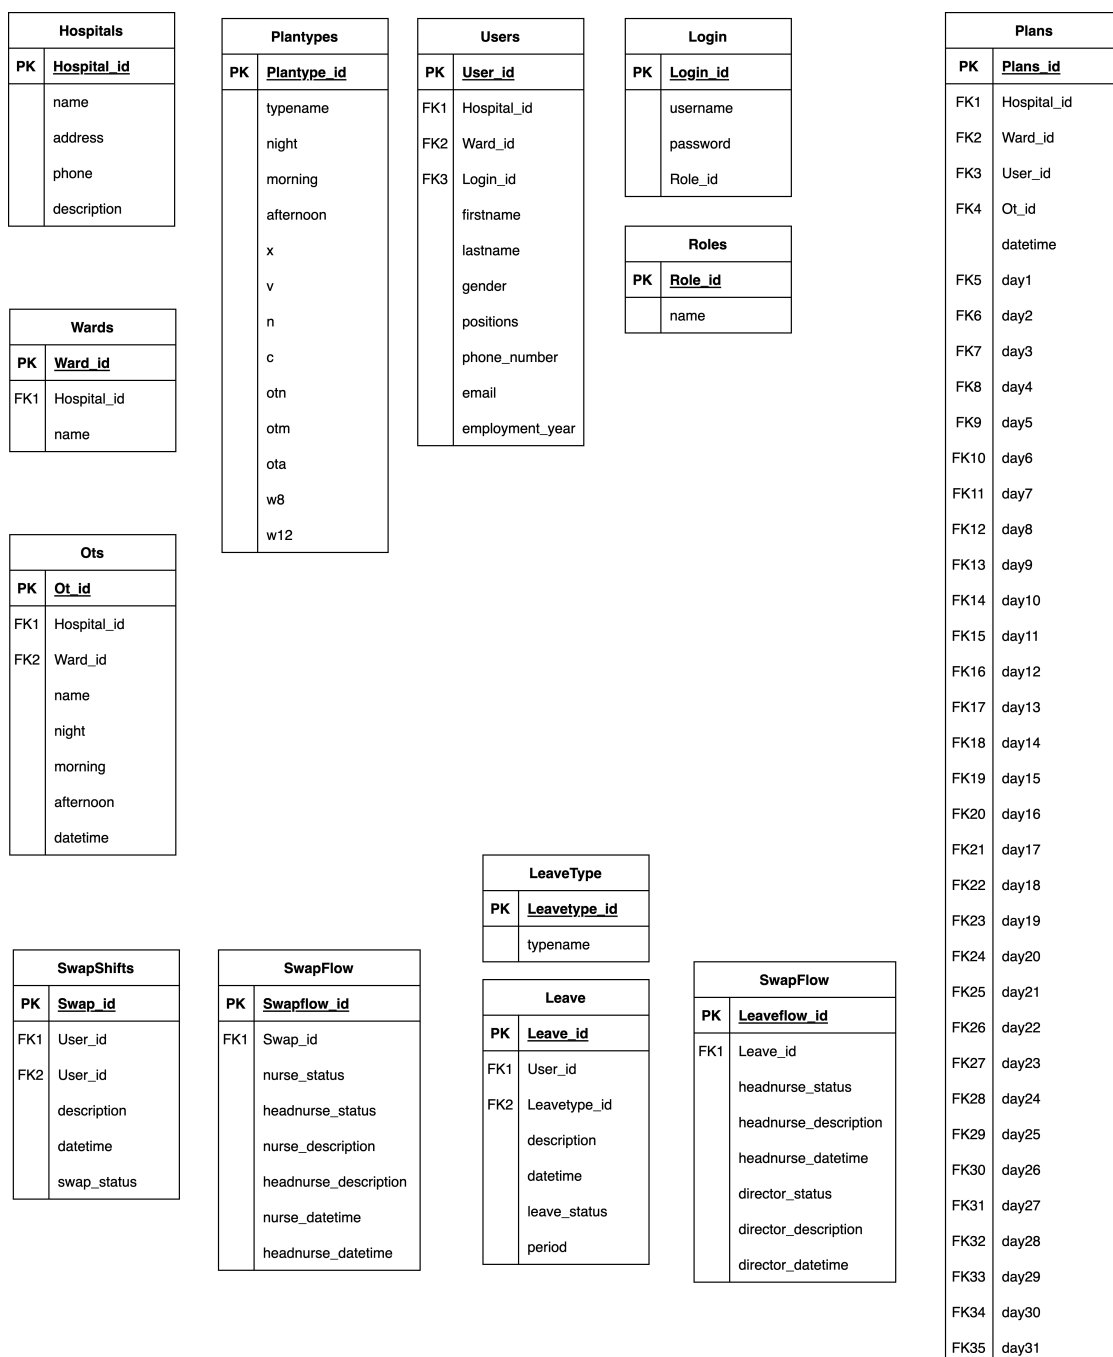 Hospitals
PK Hospital_id
name
address
phone
description
Plantypes
PK Plantype_id
typename
night
morning
afternoon
x
v
n
c
otn
otm
ota
w8
w12
Users
PK User_id
FK1 Hospital_id
FK2 Ward_id
FK3 Login_id
firstname
lastname
gender
positions
phone_number
email
employment_year
Login
PK Login_id
username
password
Role_id
Roles
PK Role_id
name
Plans
PK Plans_id
FK1 Hospital_id
FK2 Ward_id
FK3 User_id
FK4 Ot_id
datetime
FK5 day1
FK6 day2
FK7 day3
FK8 day4
FK9 day5
FK10 day6
FK11 day7
FK12 day8
FK13 day9
FK14 day10
FK15 day11
FK16 day12
FK17 day13
FK18 day14
FK19 day15
FK20 day16
FK21 day17
FK22 day18
FK23 day19
FK24 day20
FK25 day21
FK26 day22
FK27 day23
FK28 day24
FK29 day25
FK30 day26
FK31 day27
FK32 day28
FK33 day29
FK34 day30
FK35 day31
Wards
PK Ward_id
FK1 Hospital_id
name
Ots
PK Ot_id
FK1 Hospital_id
FK2 Ward_id
name
night
morning
afternoon
datetime
SwapShifts
PK Swap_id
FK1 User_id
FK2 User_id
description
datetime
swap_status
SwapFlow
PK Swapflow_id
FK1 Swap_id
nurse_status
headnurse_status
nurse_description
headnurse_description
nurse_datetime
headnurse_datetime
LeaveType
PK Leavetype_id
typename
Leave
PK Leave_id
FK1 User_id
FK2 Leavetype_id
description
datetime
leave_status
period
SwapFlow
PK Leaveflow_id
FK1 Leave_id
headnurse_status
headnurse_description
headnurse_datetime
director_status
director_description
director_datetime